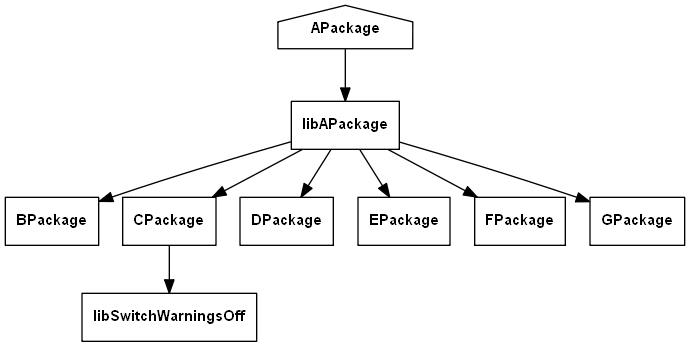 APackage
libAPackage
BPackage
CPackage
DPackage
EPackage
FPackage
GPackage
libSwitchWarningsOff